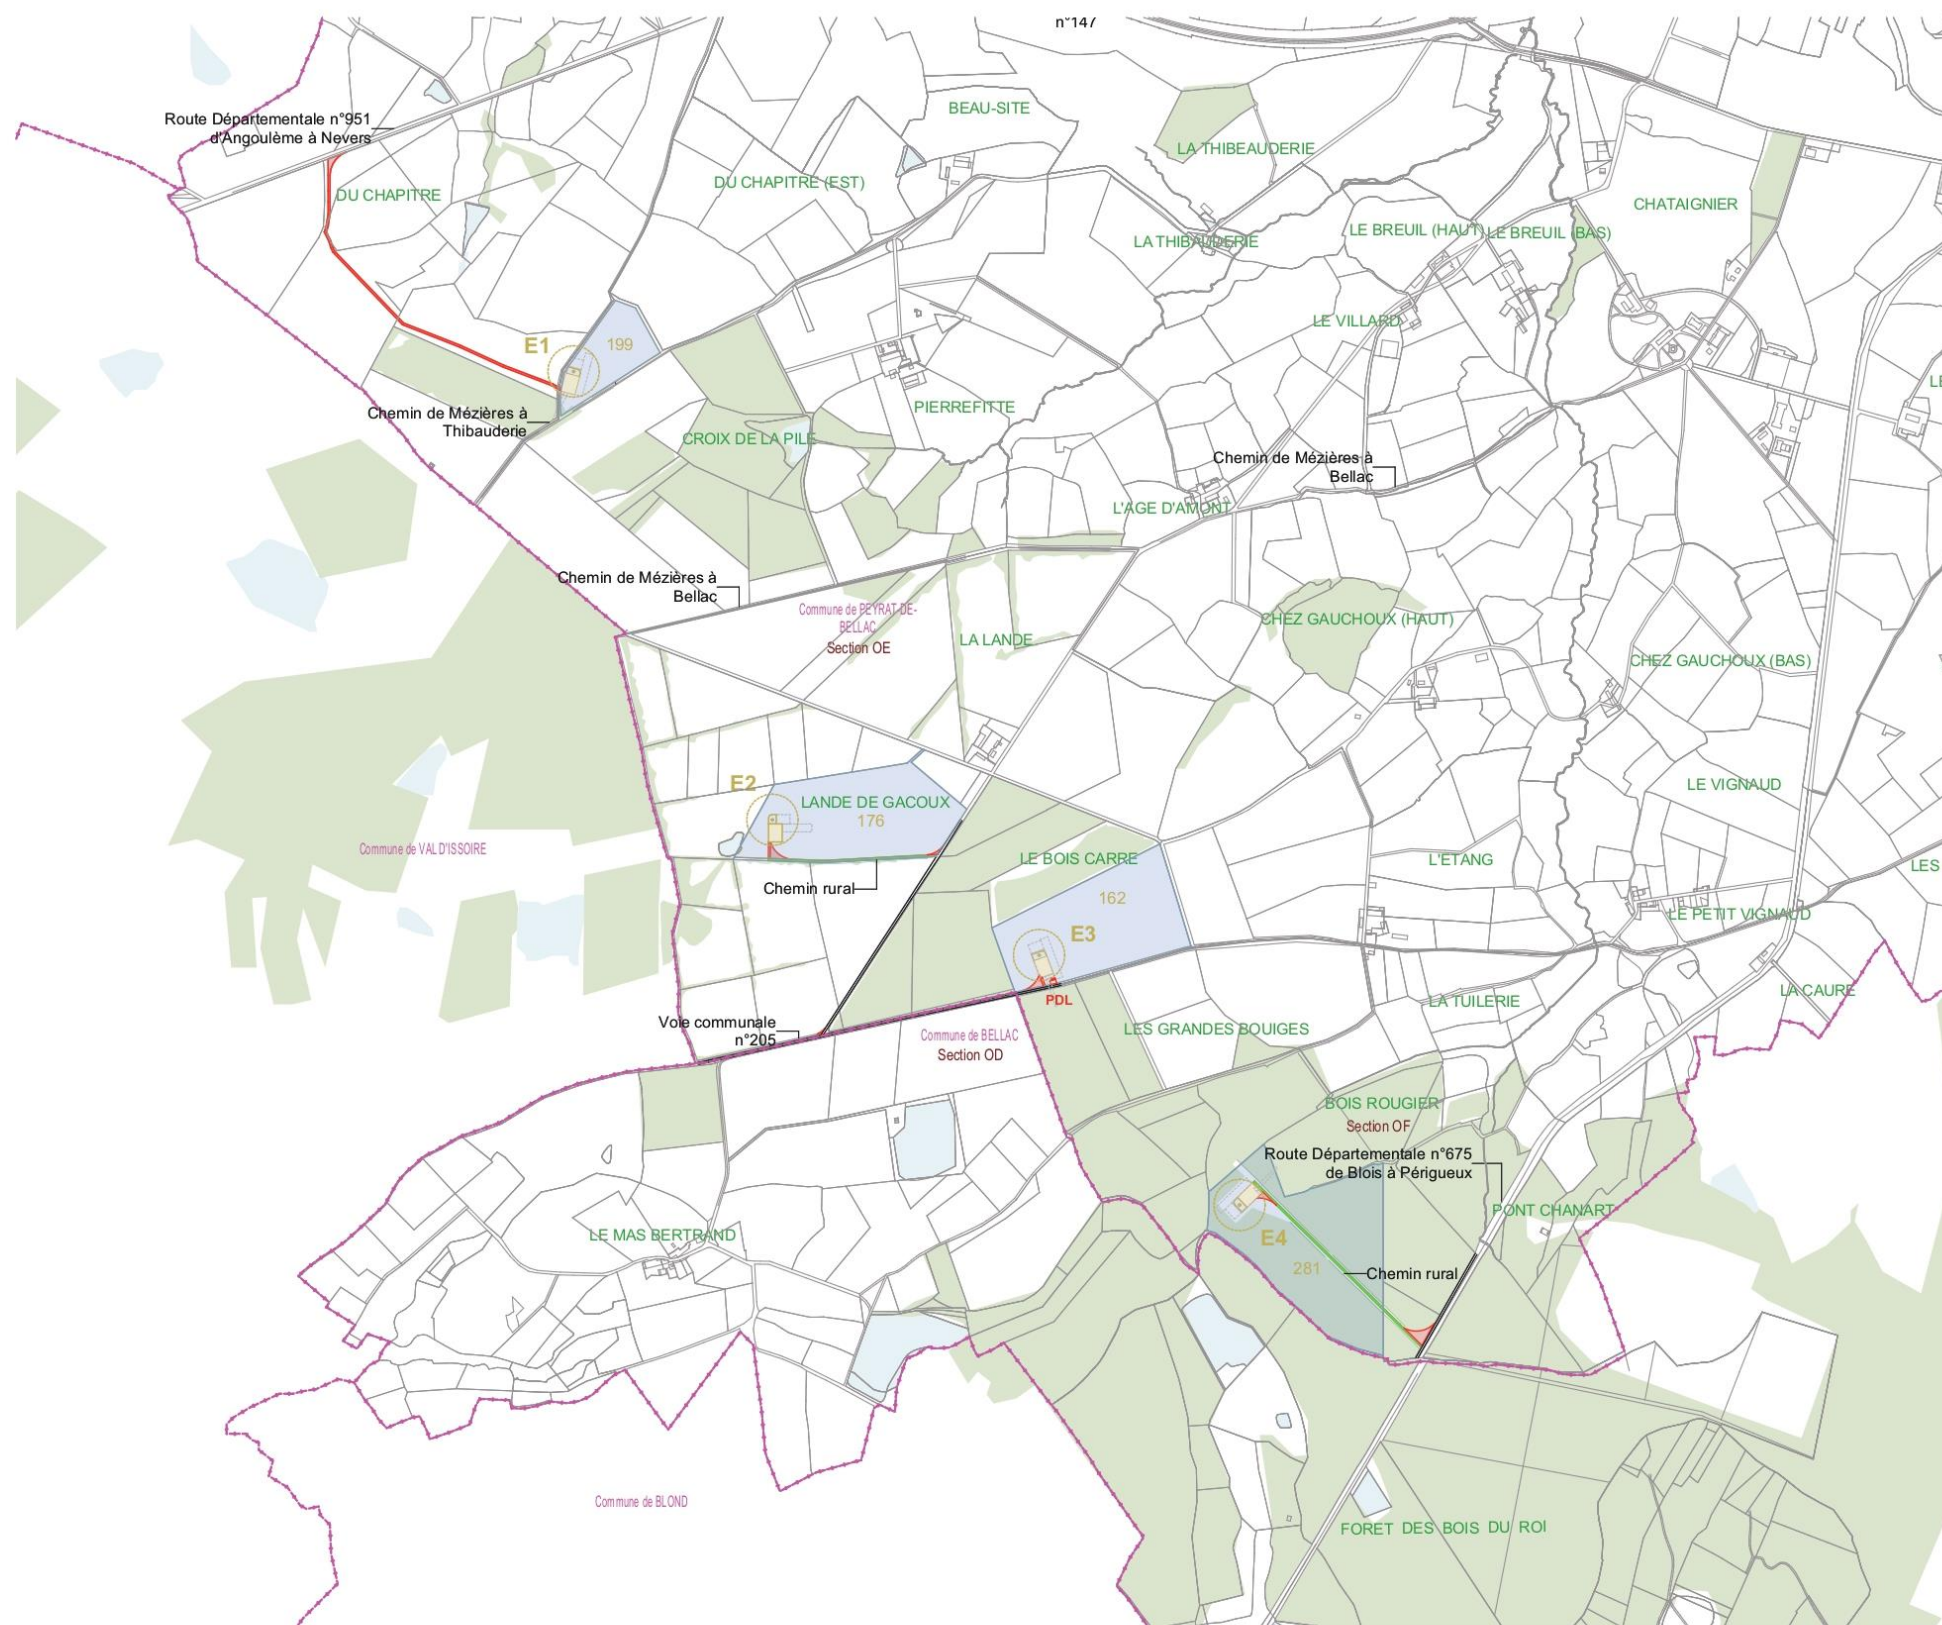 n°147
BEAU-SITE
Route Départementale n°951
d'Angoulême à Nevers
LA THIBEAUDERIE
DU CHAPITRE
DU CHAPITRE (EST)
CHATAIGNIER
LA THIBAUDERIE
LE BREUIL (HAUT)
LE BREUIL (BAS)
LE VILLARD
E1
199
PIERREFITTE
Chemin de Mézières à
Thibauderie
CROIX DE LA PILE
Chemin de Mézières à
Bellac
L'AGE D'AMONT
Chemin de Mézières à
Bellac
Commune de PEYRAT-DE-
BELLAC
Section OE
LA LANDE
CHEZ GAUCHOUX (HAUT)
CHEZ GAUCHOUX (BAS)
E2
LANDE DE GACOUX
176
LE VIGNAUD
Commune de VAL D'ISSOIRE
LE BOIS CARRE
L'ETANG
LES
Chemin rural
162
LE PETIT VIGNAUD
E3
PDL
LA CAURE
LA TUILERIE
Voie communale
n°205
Commune de BELLAC
Section OD
LES GRANDES BOUIGES
BOIS ROUGIER
Section OF
Route Départementale n°675
de Blois à Périgueux
PONT CHANART
LE MAS BERTRAND
E4
281
Chemin rural
Commune de BLOND
FORET DES BOIS DU ROI